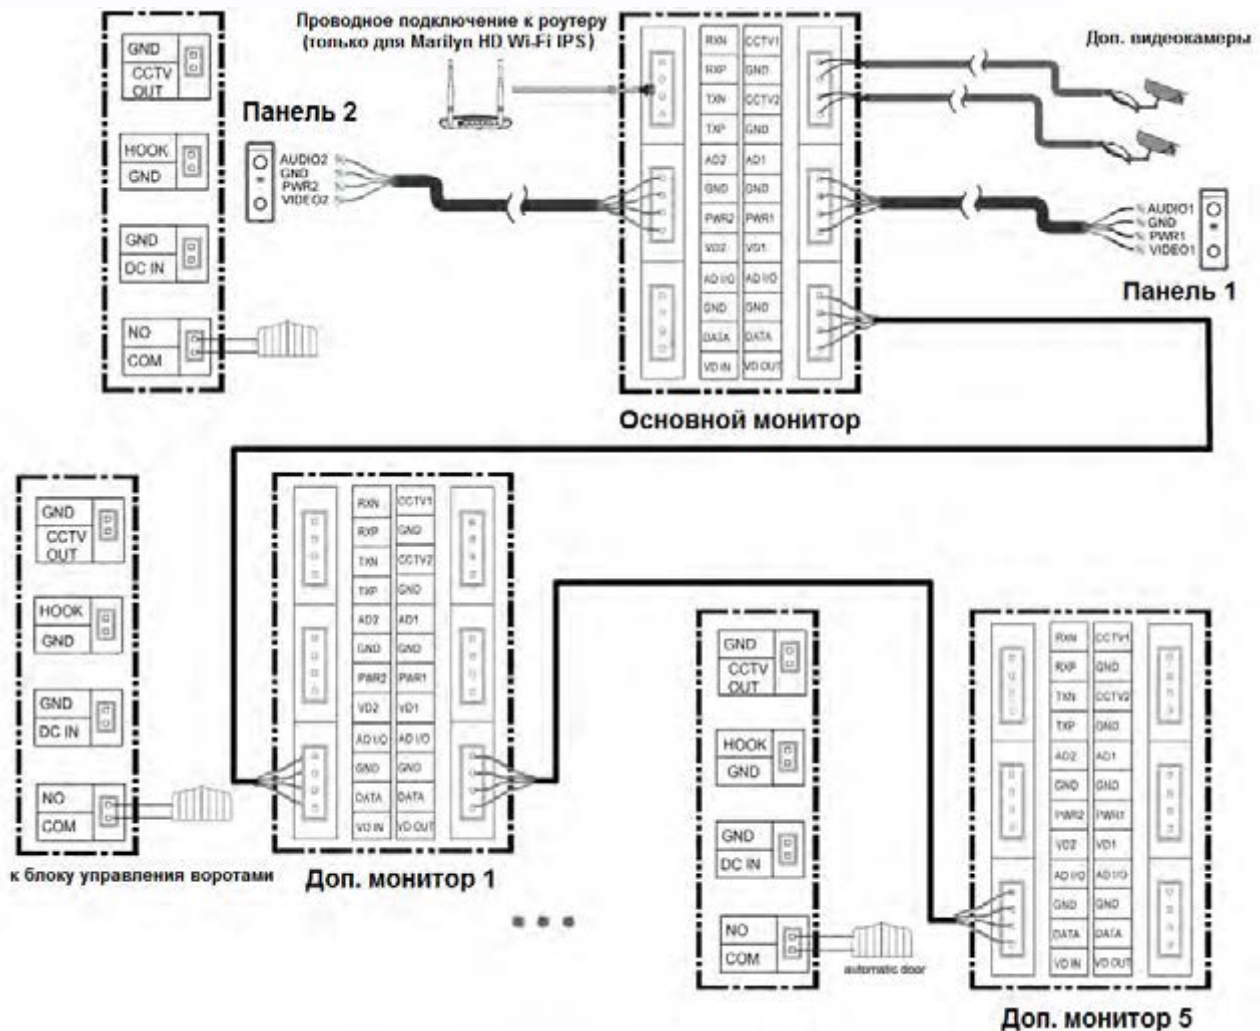 Проводное подключение к роутеру
(только для Marilyn HD Wi-Fi IPS)
Доп. видеокамеры
GND
CCTV
OUT
HOOK
GND
GND
DC IN
NO
COM
Панель 2
AUDIO2
GND
PWR2
VIDEO2
RXN CCTV1
RXP GND
TXN CCTV2
TXP GND
AD2 AD1
GND GND
PWR2 PWR1
VD2 VD1
AD I/O AD I/O
GND GND
DATA DATA
VD IN VD OUT
AUDIO1
GND
PWR1
VIDEO1
Панель 1
Основной монитор
GND
CCTV
OUT
HOOK
GND
GND
DC IN
NO
COM
к блоку управления воротами
RXN CCTV1
RXP GND
TXN CCTV2
TXP GND
AD2 AD1
GND GND
PWR2 PWR1
VD2 VD1
AD I/O AD I/O
GND GND
DATA DATA
VD IN VD OUT
Доп. монитор 1
GND
CCTV
OUT
HOOK
GND
GND
DC IN
NO
COM
automatic door
RXN CCTV1
RXP GND
TXN CCTV2
TXP GND
AD2 AD1
GND GND
PWR2 PWR1
VD2 VD1
AD I/O AD I/O
GND GND
DATA DATA
VD IN VD OUT
Доп. монитор 5